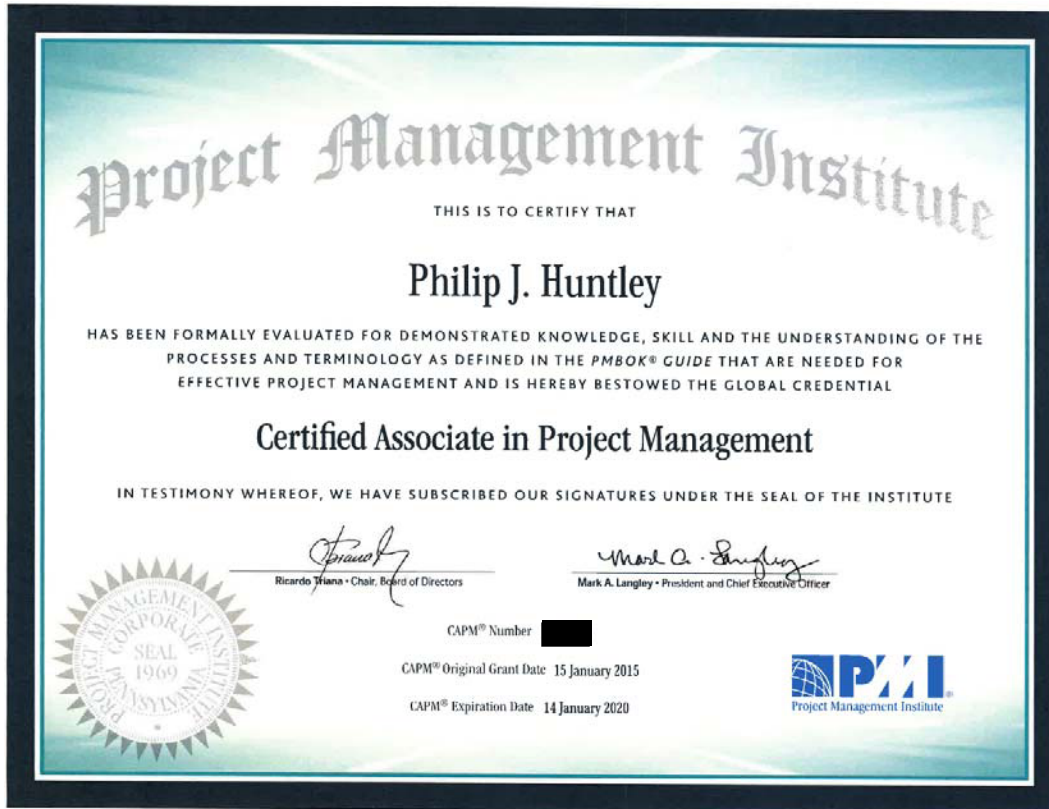 Project Management Institute
THIS IS TO CERTIFY THAT
Philip J. Huntley
HAS BEEN FORMALLY EVALUATED FOR DEMONSTRATED KNOWLEDGE, SKILL AND THE UNDERSTANDING OF THE
PROCESSES AND TERMINOLOGY AS DEFINED IN THE PMBOK® GUIDE THAT ARE NEEDED FOR
EFFECTIVE PROJECT MANAGEMENT AND IS HEREBY BESTOWED THE GLOBAL CREDENTIAL
Certified Associate in Project Management
IN TESTIMONY WHEREOF, WE HAVE SUBSCRIBED OUR SIGNATURES UNDER THE SEAL OF THE INSTITUTE
Mark A. Langley
Ricardo Triana • Chair, Board of Directors
Mark A. Langley • President and Chief Executive Officer
PROJECT MANAGEMENT INSTITUTE
CORPORATE
SEAL
1969
PENNSYLVANIA
CAPM® Number
CAPM® Original Grant Date 15 January 2015
CAPM® Expiration Date 14 January 2020
PMI®
Project Management Institute